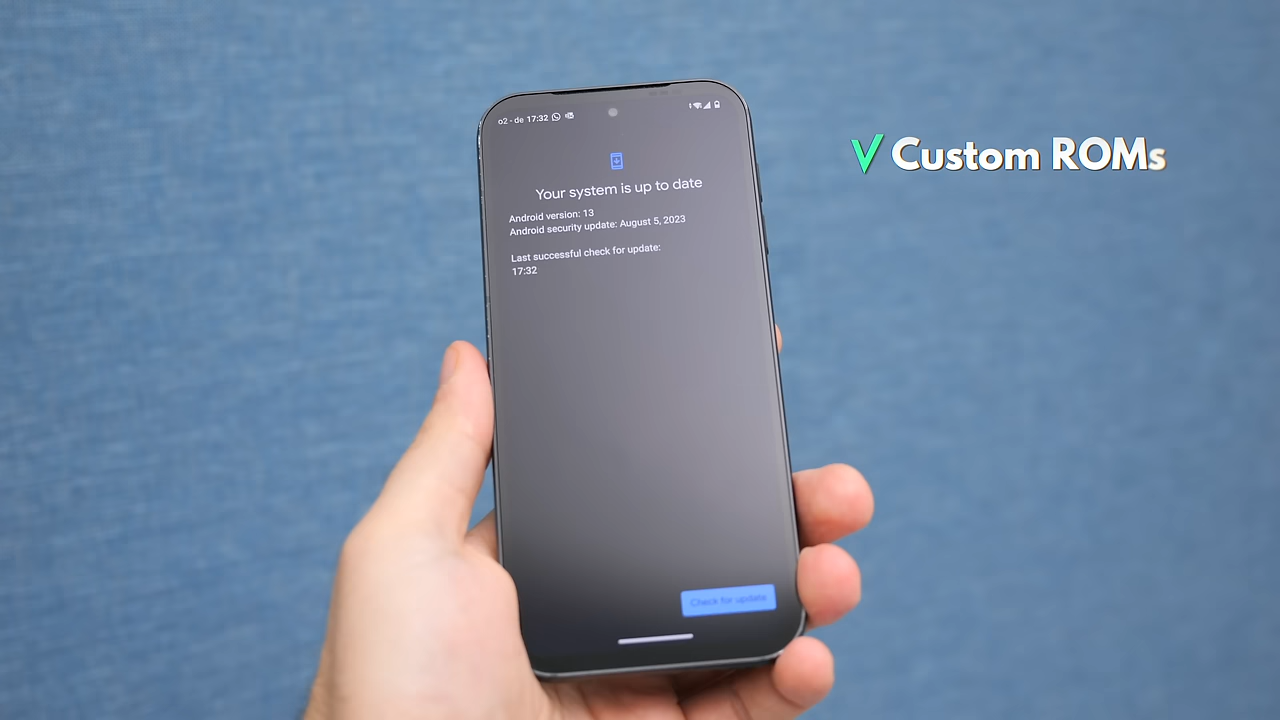 o2 - de 17:32
Your system is up to date
Android version: 13
Android security update: August 5, 2023
Last successful check for update:
17:32
Check for update
Custom ROMs